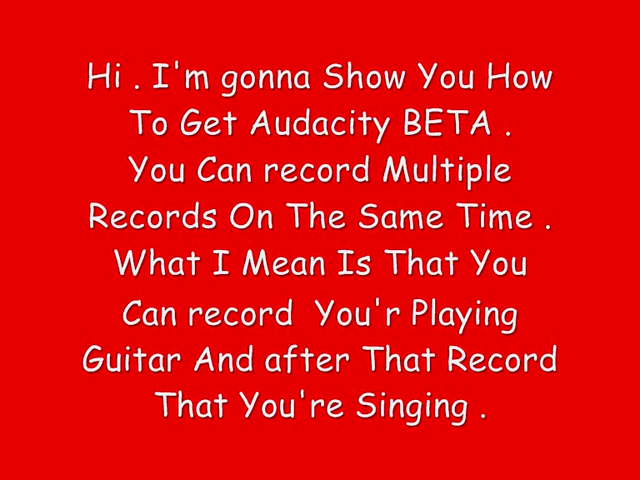 Hi . I'm gonna Show You How
To Get Audacity BETA .
You Can record Multiple
Records On The Same Time .
What I Mean Is That You
Can record  You'r Playing
Guitar And after That Record
That You're Singing .